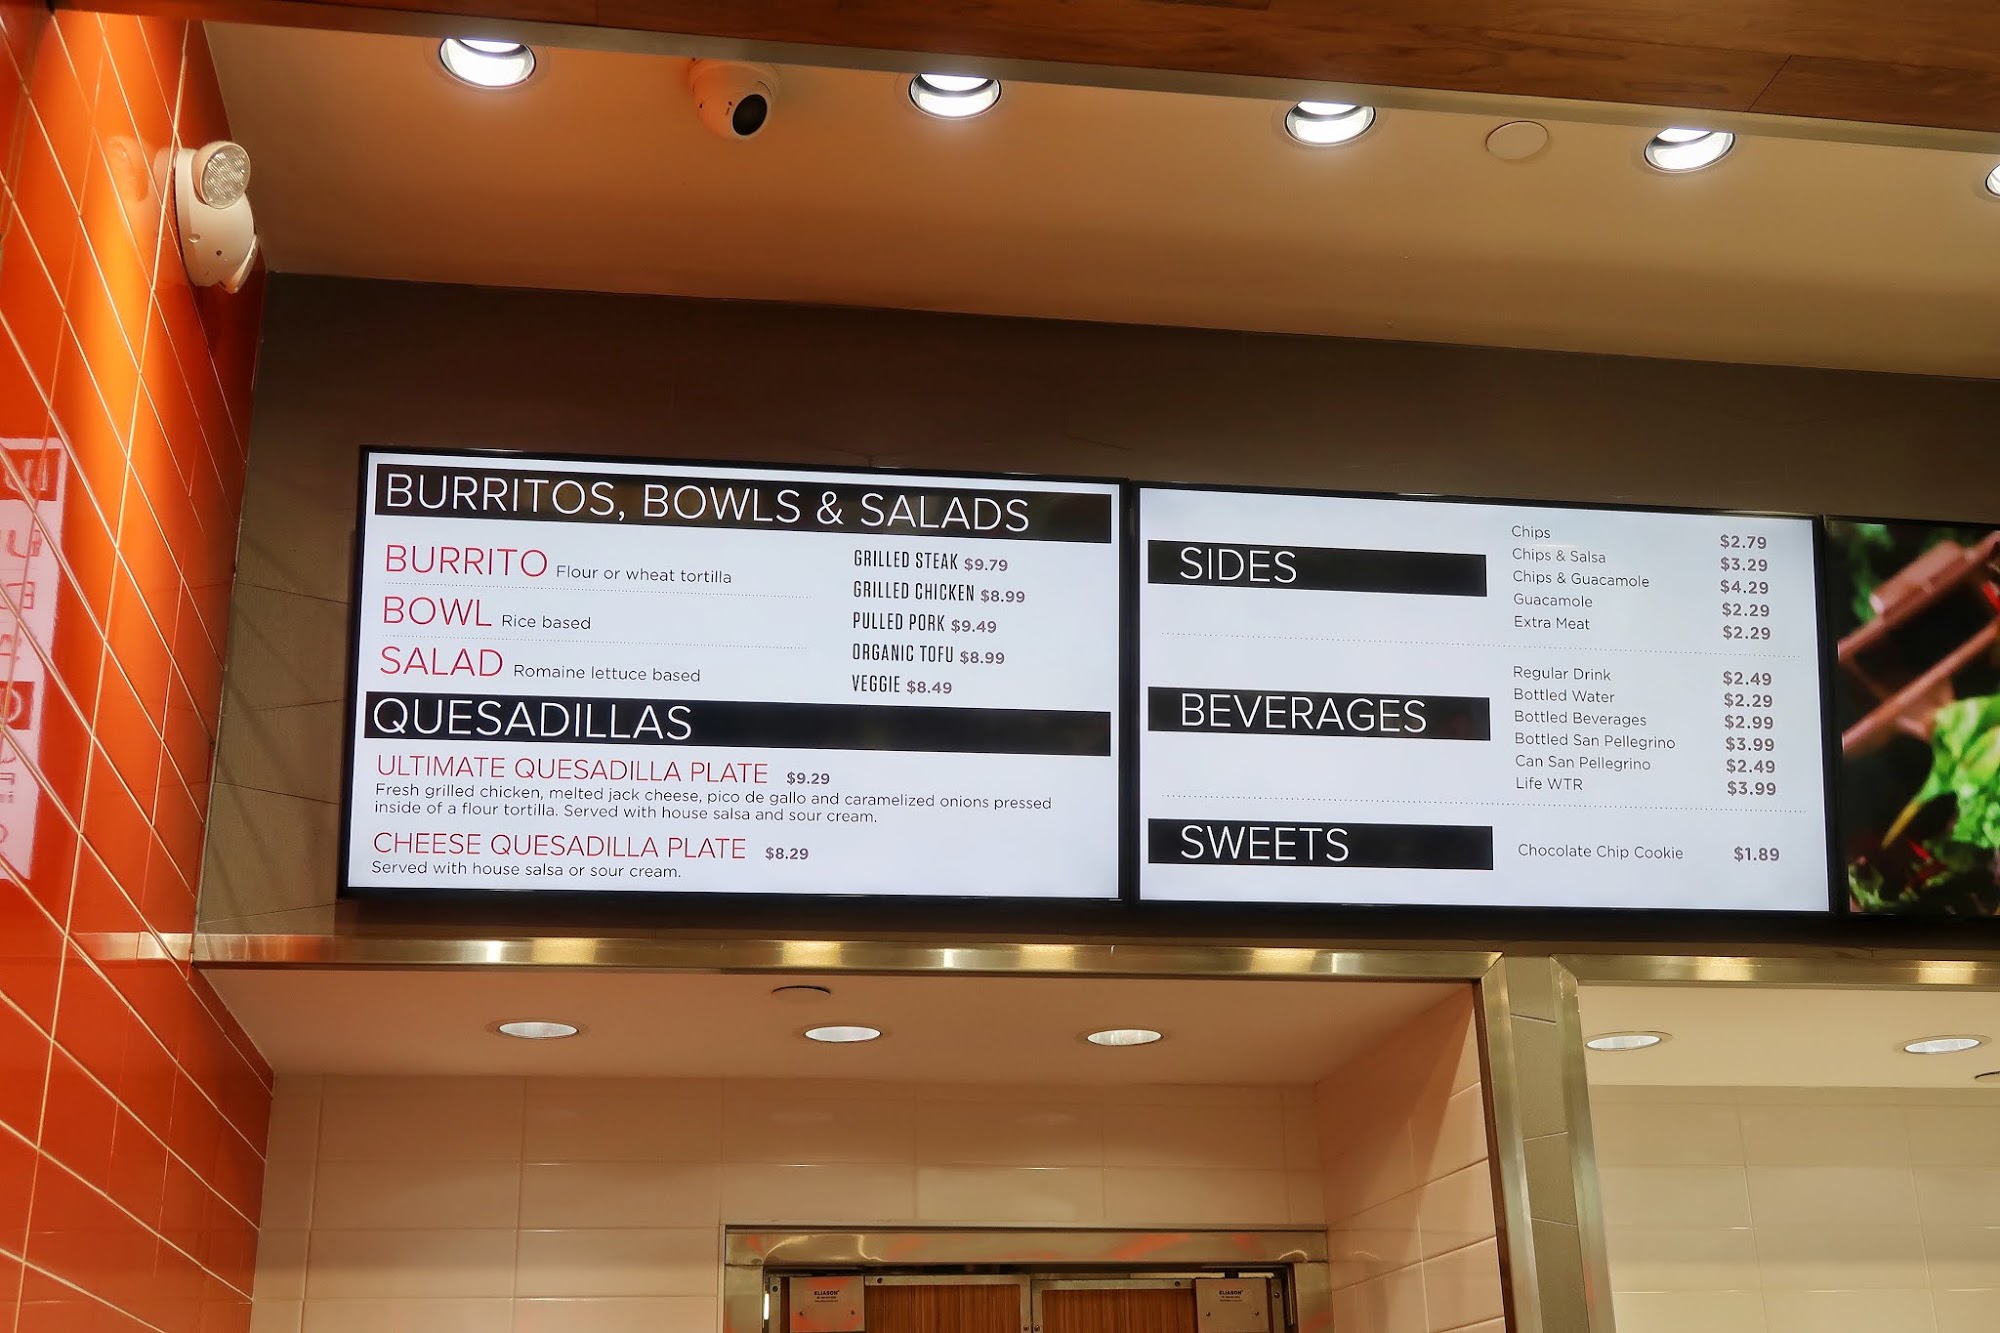 BURRITOS, BOWLS & SALADS
BURRITO Flour or wheat tortilla
BOWL Rice based
SALAD Romaine lettuce based
GRILLED STEAK $9.79
GRILLED CHICKEN $8.99
PULLED PORK $9.49
ORGANIC TOFU $8.99
VEGGIE $8.49
QUESADILLAS
ULTIMATE QUESADILLA PLATE $9.29
Fresh grilled chicken, melted jack cheese, pico de gallo and caramelized onions pressed
inside of a flour tortilla. Served with house salsa and sour cream.
CHEESE QUESADILLA PLATE $8.29
Served with house salsa or sour cream.
SIDES
Chips $2.79
Chips & Salsa $3.29
Chips & Guacamole $4.29
Guacamole $2.29
Extra Meat $2.29
BEVERAGES
Regular Drink $2.49
Bottled Water $2.29
Bottled Beverages $2.99
Bottled San Pellegrino $3.99
Can San Pellegrino $2.49
Life WTR $3.99
SWEETS
Chocolate Chip Cookie $1.89
ELIASON
ELIASON